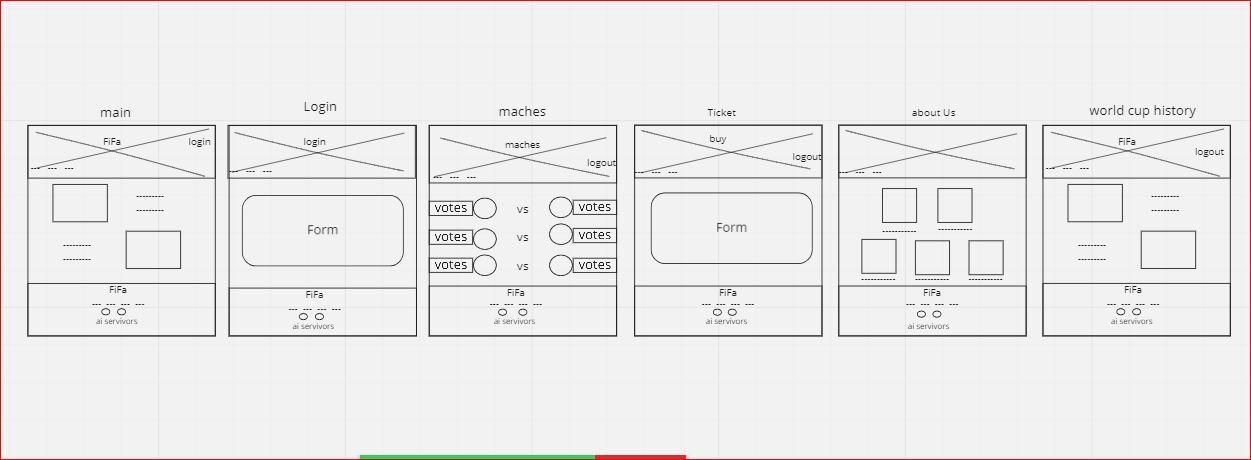 main
Login
maches
Ticket
about Us
world cup history
FiFa
login
login
maches
logout
buy
logout
FiFa
logout
votes
vs
votes
votes
vs
votes
votes
vs
votes
Form
Form
FiFa
ai servivors
FiFa
ai servivors
FiFa
ai servivors
FiFa
ai servivors
FiFa
ai servivors
FiFa
ai servivors